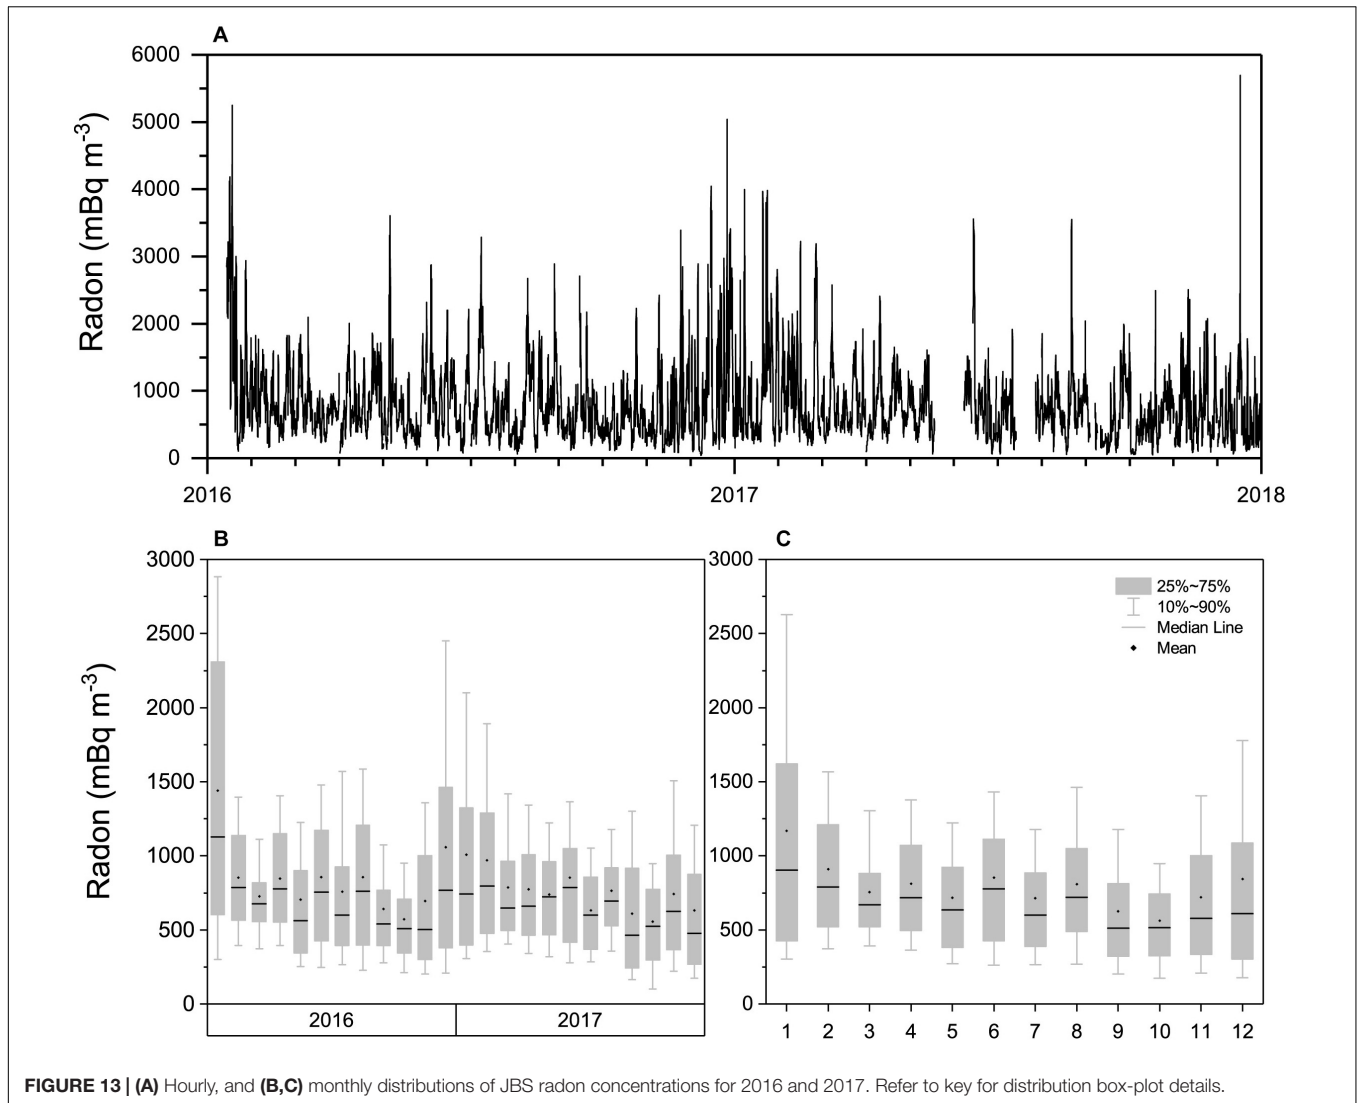 A
6000
5000
4000
3000
2000
1000
0
Radon (mBq m-3)
2016 2017 2018
B
3000
2500
2000
1500
1000
500
0
Radon (mBq m-3)
2016 2017
C
3000
2500
2000
1500
1000
500
0
25%~75%
10%~90%
Median Line
Mean
1 2 3 4 5 6 7 8 9 10 11 12
FIGURE 13 | (A) Hourly, and (B,C) monthly distributions of JBS radon concentrations for 2016 and 2017. Refer to key for distribution box-plot details.